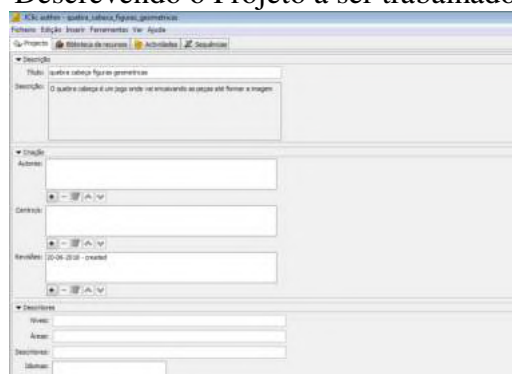 Descrevendo o Projeto a ser trabalhado
JClic author - quebra_cabeça_figuras_geometricas
Ficheiro Edição Inserir Ferramentas Ver Ajuda
Projecto Biblioteca de recursos Actividades Sequências
Descrição
Título: quebra cabeça figuras geometricas
Descrição: O quebra cabeça é um jogo onde vai encaixando as peças até formar a imagem
Criação
Autores:
Centro/s:
Revisões: 20-06-2018 - created
Descritores
Níveis:
Áreas:
Descritores:
Idiomas: